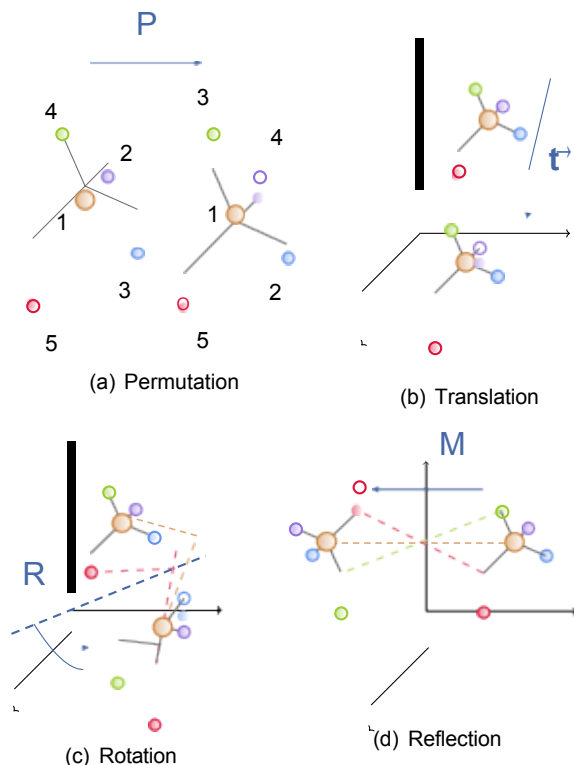 P
3
4
4
2
1
1
3
2
5
5
(a) Permutation
t
(b) Translation
M
R
(c) Rotation
(d) Reflection